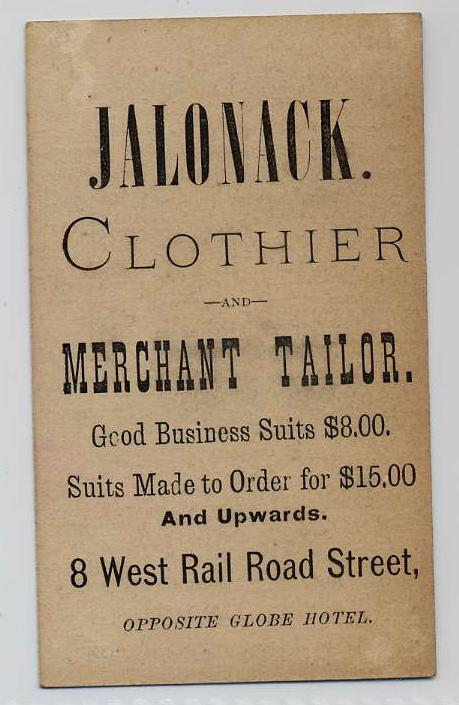 JALONACK.
CLOTHIER
—AND—
MERCHANT TAILOR.
Good Business Suits $8.00.
Suits Made to Order for $15.00
And Upwards.
8 West Rail Road Street,
OPPOSITE GLOBE HOTEL.